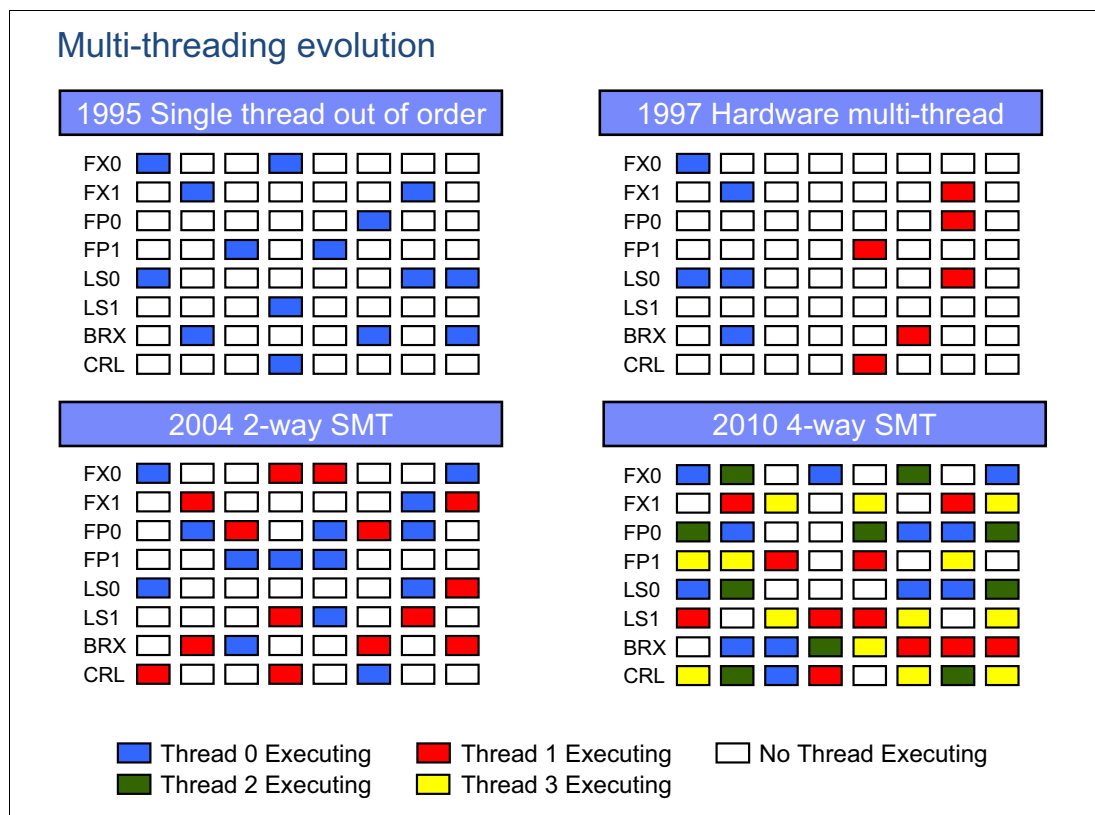 Multi-threading evolution
1995 Single thread out of order
FX0
FX1
FP0
FP1
LS0
LS1
BRX
CRL
1997 Hardware multi-thread
FX0
FX1
FP0
FP1
LS0
LS1
BRX
CRL
2004 2-way SMT
FX0
FX1
FP0
FP1
LS0
LS1
BRX
CRL
2010 4-way SMT
FX0
FX1
FP0
FP1
LS0
LS1
BRX
CRL
Thread 0 Executing
Thread 1 Executing
No Thread Executing
Thread 2 Executing
Thread 3 Executing